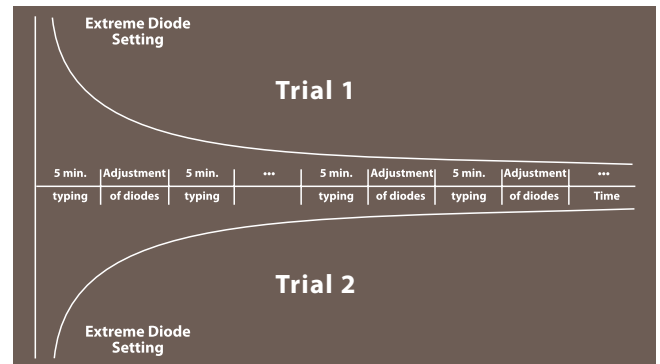 Extreme Diode
Setting
Trial 1
5 min. Adjustment 5 min. ••• 5 min. Adjustment 5 min. Adjustment •••
typing of diodes typing typing of diodes typing of diodes Time
Trial 2
Extreme Diode
Setting